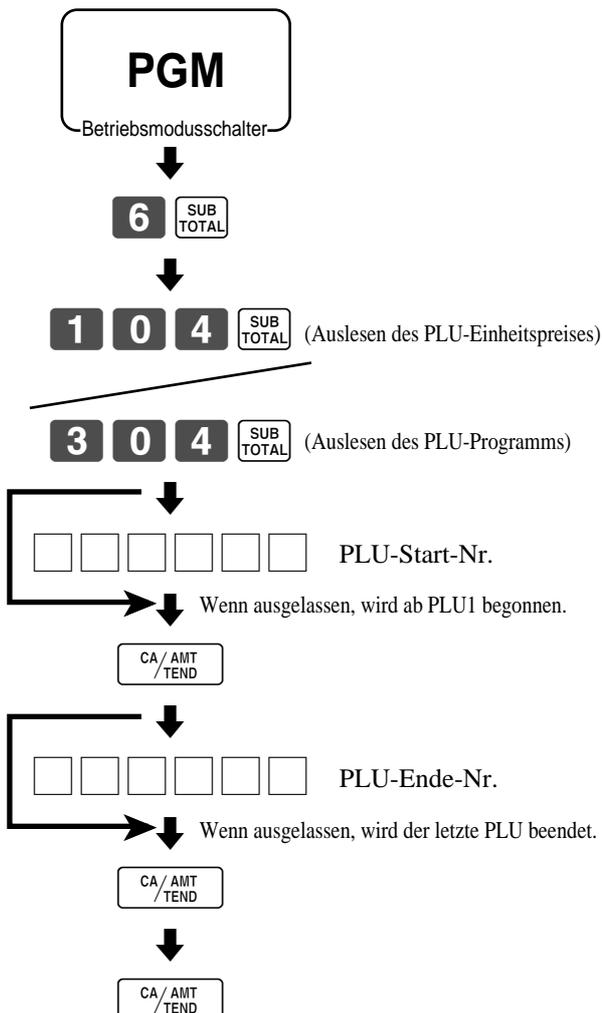 PGM
Betriebsmodusschalter
6 SUB TOTAL
1 0 4 SUB TOTAL (Auslesen des PLU-Einheitspreises)
3 0 4 SUB TOTAL (Auslesen des PLU-Programms)
PLU-Start-Nr.
Wenn ausgelassen, wird ab PLU1 begonnen.
CA/AMT TEND
PLU-Ende-Nr.
Wenn ausgelassen, wird der letzte PLU beendet.
CA/AMT TEND
CA/AMT TEND